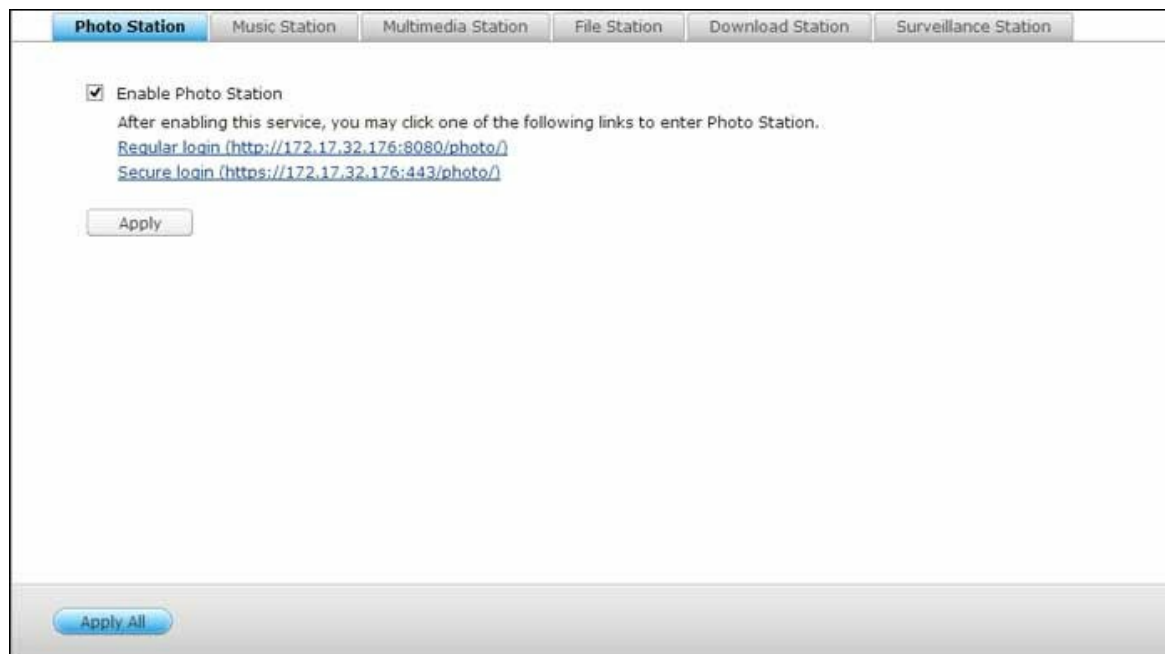 Photo Station Music Station Multimedia Station File Station Download Station Surveillance Station
Enable Photo Station
After enabling this service, you may click one of the following links to enter Photo Station.
Regular login (http://172.17.32.176:8080/photo/)
Secure login (https://172.17.32.176:443/photo/)
Apply
Apply All